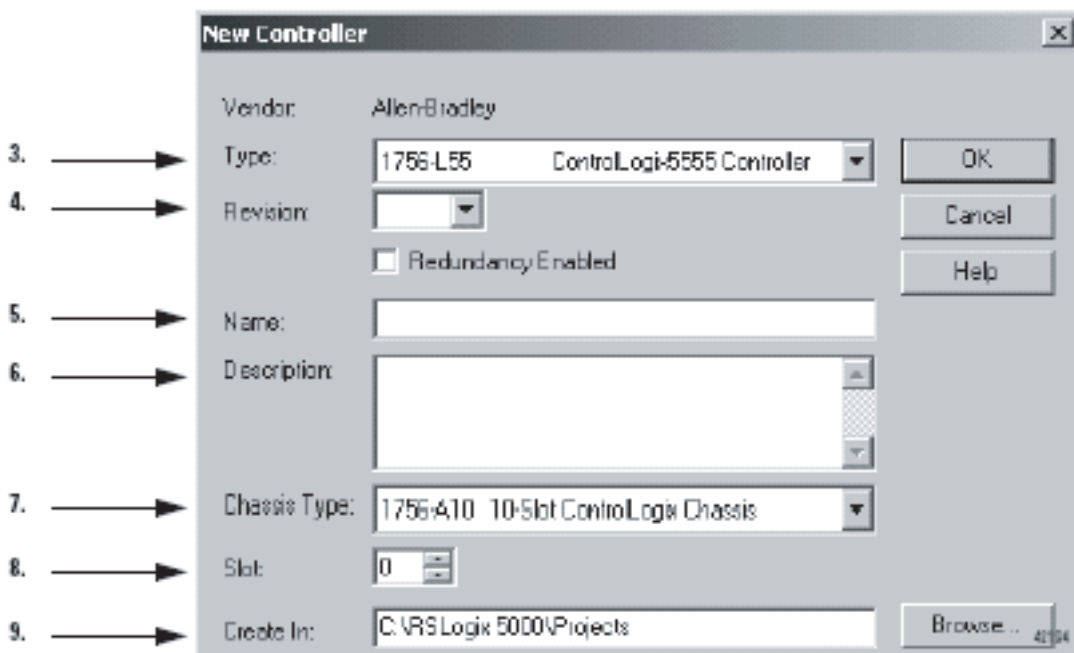 New Controller
Vendor: Allen-Bradley
3. Type: 1756-L55 ControlLogix5555 Controller OK
4. Revision: Cancel
Redundancy Enabled Help
5. Name:
6. Description:
7. Chassis Type: 1756-A10 10-Slot ControlLogix Chassis
8. Slot: 0
9. Create In: C:\RSLogix 5000\Projects Browse...